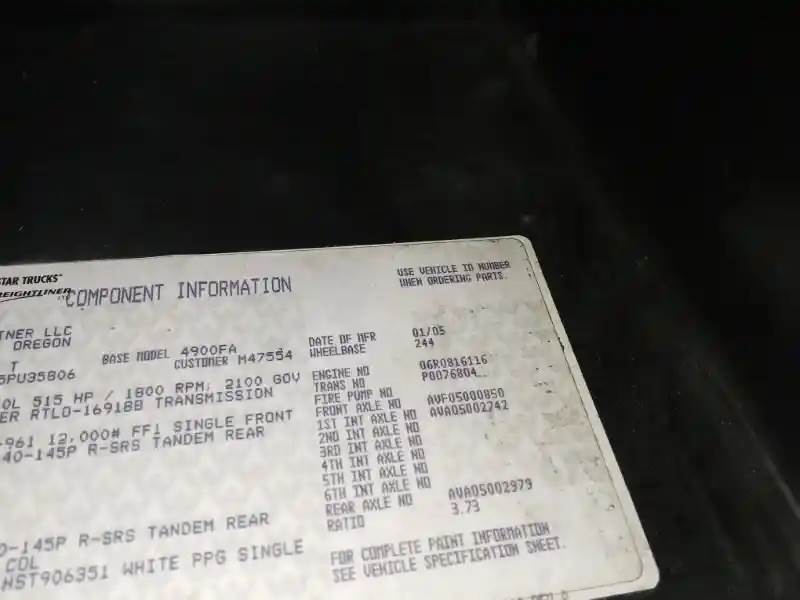 STAR TRUCKS
FREIGHTLINER
COMPONENT INFORMATION
USE VEHICLE ID NUMBER
WHEN ORDERING PARTS.
TNER LLC
OREGON
T
BASE MODEL 4900FA
CUSTOMER M47554
DATE OF MFR 01/05
WHEELBASE 244
5PU35806
0L 515 HP / 1800 RPM, 2100 GOV
ER RTLO-16918B TRANSMISSION
-961 12,000# FF1 SINGLE FRONT
40-145P R-SRS TANDEM REAR
ENGINE NO 06R0816116
TRANS NO P0076804
FIRE PUMP NO
FRONT AXLE NO AVF05000850
1ST INT AXLE NO AVA05002742
2ND INT AXLE NO
3RD INT AXLE NO
4TH INT AXLE NO
5TH INT AXLE NO
6TH INT AXLE NO
REAR AXLE NO AVA05002979
RATIO 3.73
0-145P R-SRS TANDEM REAR
COL
NST906351 WHITE PPG SINGLE
FOR COMPLETE PAINT INFORMATION
SEE VEHICLE SPECIFICATION SHEET.